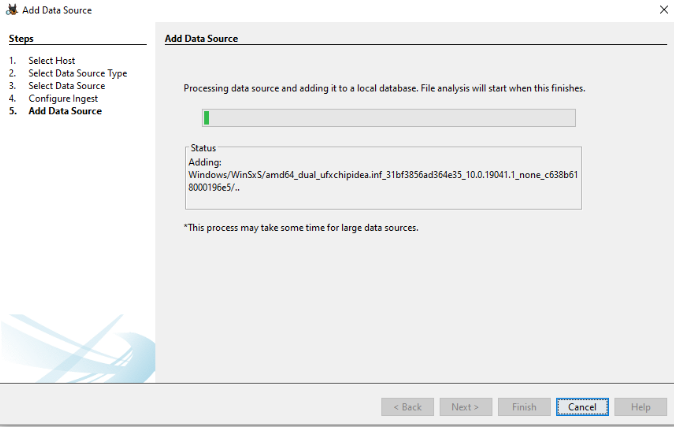 Add Data Source
Steps
1. Select Host
2. Select Data Source Type
3. Select Data Source
4. Configure Ingest
5. Add Data Source
Add Data Source
Processing data source and adding it to a local database. File analysis will start when this finishes.
Status
Adding:
Windows/WinSxS/amd64_dual_ufxchipidea.inf_31bf3856ad364e35_10.0.19041.1_none_c638b61
8000196e5/..
*This process may take some time for large data sources.
< Back
Next >
Finish
Cancel
Help